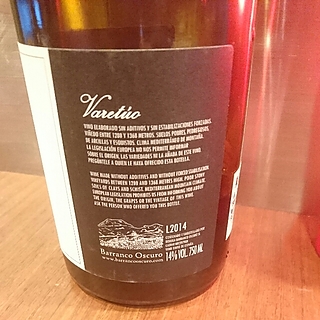 Varetúo
VINO ELABORADO SIN ADITIVOS Y SIN ESTABILIZACIONES FORZADAS.
VIÑEDO ENTRE 1200 Y 1368 METROS. SUELOS POBRES, PEDREGOSOS,
DE ARCILLAS Y ESQUISTOS. CLIMA MEDITERRÁNEO DE MONTAÑA.
LA LEGISLACIÓN EUROPEA NO NOS PERMITE INFORMAR
SOBRE EL ORIGEN, LAS VARIEDADES NI LA AÑADA DE ESTE VINO.
PREGÚNTELE A QUIEN LE HAYA OFRECIDO ESTA BOTELLA.
WINE MADE WITHOUT ADDITIVES AND WITHOUT FORCED STABILISATION.
VINEYARDS BETWEEN 1200 AND 1368 METRES HIGH. POOR STONY
SOILS OF CLAYS AND SCHIST. MEDITERRANEAN MOUNTAIN CLIMATE.
EUROPEAN LEGISLATION PROHIBITS US FROM INFORMING YOU ABOUT
THE ORIGIN, THE GRAPES OR THE VINTAGE OF THIS WINE.
ASK THE PERSON WHO OFFERED YOU THIS BOTTLE.
L2014
Barranco Oscuro
www.barrancooscuro.com
14% VOL. 750 ML